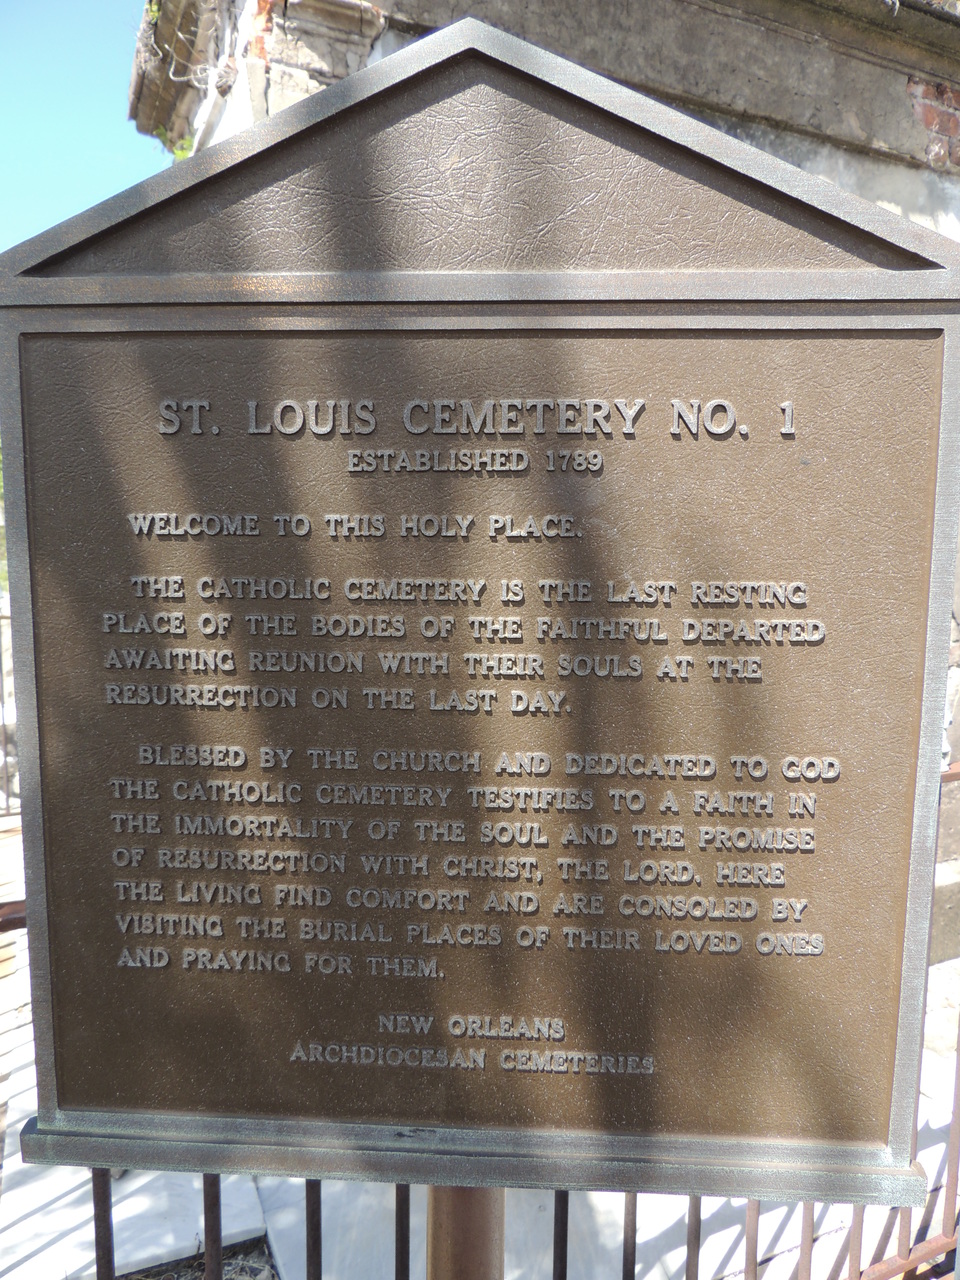 ST. LOUIS CEMETERY NO. 1
ESTABLISHED 1789
WELCOME TO THIS HOLY PLACE.
THE CATHOLIC CEMETERY IS THE LAST RESTING
PLACE OF THE BODIES OF THE FAITHFUL DEPARTED
AWAITING REUNION WITH THEIR SOULS AT THE
RESURRECTION ON THE LAST DAY.
BLESSED BY THE CHURCH AND DEDICATED TO GOD
THE CATHOLIC CEMETERY TESTIFIES TO A FAITH IN
THE IMMORTALITY OF THE SOUL AND THE PROMISE
OF RESURRECTION WITH CHRIST, THE LORD. HERE
THE LIVING FIND COMFORT AND ARE CONSOLED BY
VISITING THE BURIAL PLACES OF THEIR LOVED ONES
AND PRAYING FOR THEM.
NEW ORLEANS
ARCHDIOCESAN CEMETERIES